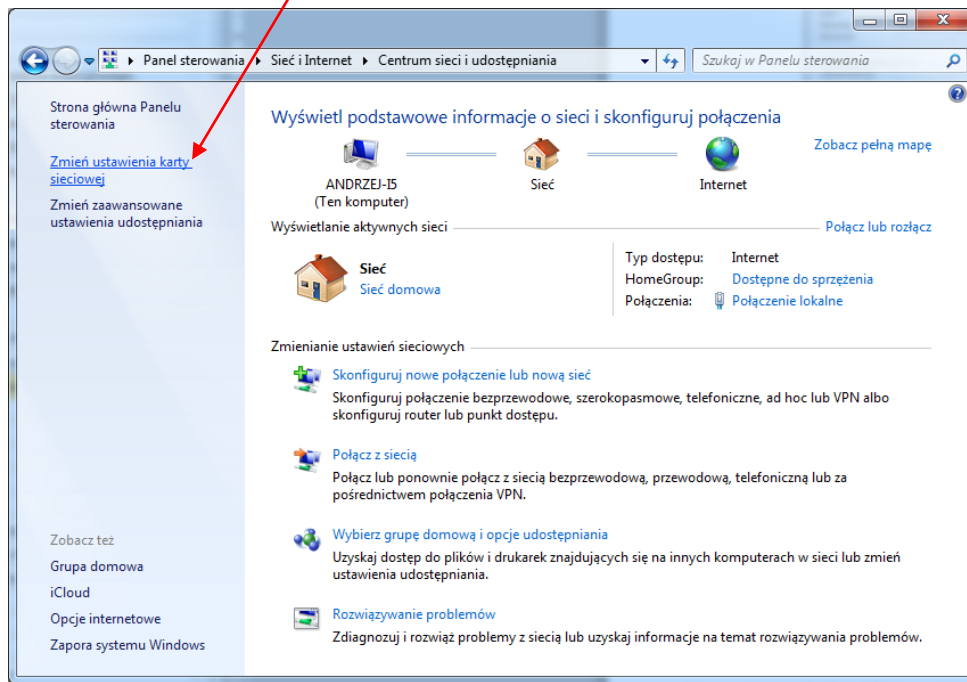 Panel sterowania Sieć i Internet Centrum sieci i udostępniania
Szukaj w Panelu sterowania
Strona główna Panelu
sterowania
Zmień ustawienia karty
sieciowej
Zmień zaawansowane
ustawienia udostępniania
Zobacz też
Grupa domowa
iCloud
Opcje internetowe
Zapora systemu Windows
Wyświetl podstawowe informacje o sieci i skonfiguruj połączenia
Zobacz pełną mapę
ANDRZEJ-I5
(Ten komputer)
Sieć
Internet
Wyświetlanie aktywnych sieci
Połącz lub rozłącz
Sieć
Sieć domowa
Typ dostępu: Internet
HomeGroup: Dostępne do sprzężenia
Połączenia: Połączenie lokalne
Zmienianie ustawień sieciowych
Skonfiguruj nowe połączenie lub nową sieć
Skonfiguruj połączenie bezprzewodowe, szerokopasmowe, telefoniczne, ad hoc lub VPN albo
skonfiguruj router lub punkt dostępu.
Połącz z siecią
Połącz lub ponownie połącz z siecią bezprzewodową, przewodową, telefoniczną lub za
pośrednictwem połączenia VPN.
Wybierz grupę domową i opcje udostępniania
Uzyskaj dostęp do plików i drukarek znajdujących się na innych komputerach w sieci lub zmień
ustawienia udostępniania.
Rozwiązywanie problemów
Zdiagnozuj i rozwiąż problemy z siecią lub uzyskaj informacje na temat rozwiązywania problemów.